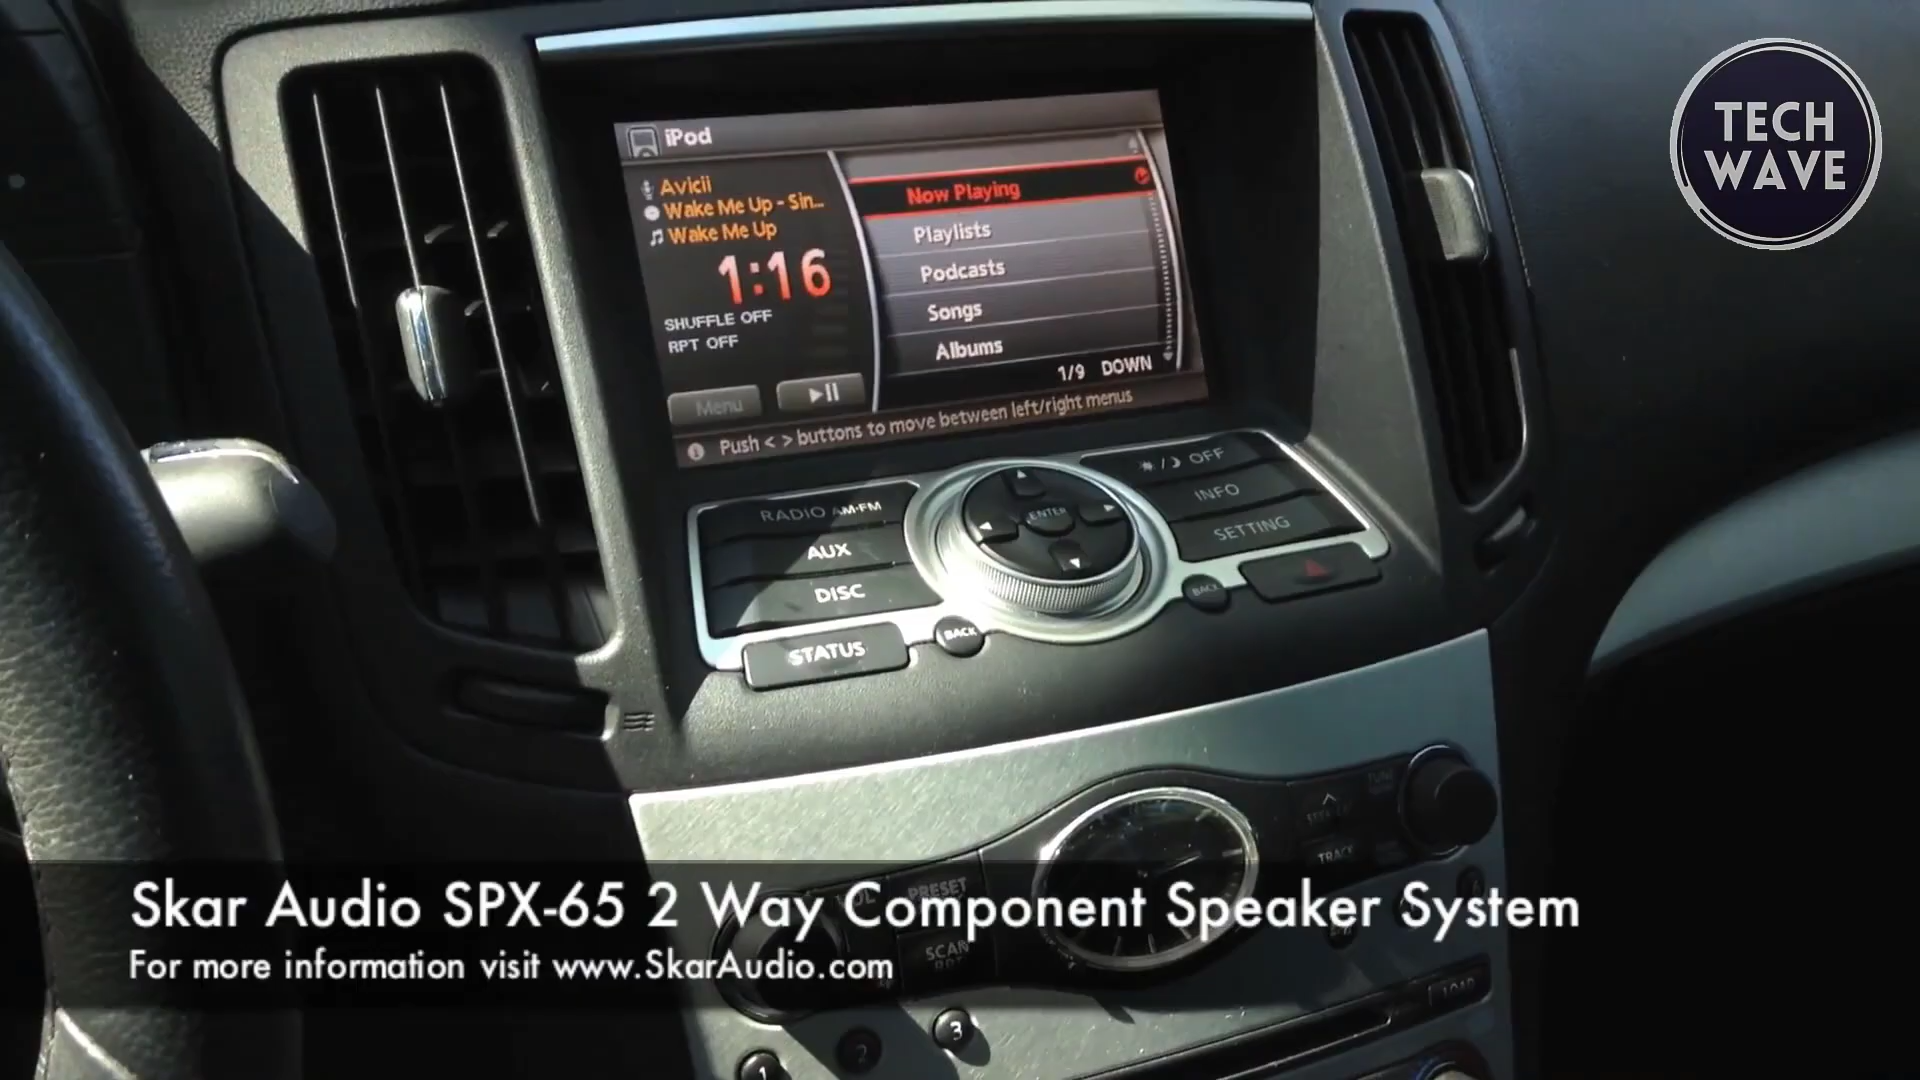 TECH
WAVE
iPod
Avicii
Wake Me Up - Sin...
Wake Me Up
1:16
SHUFFLE OFF
RPT OFF
Menu
Now Playing
Playlists
Podcasts
Songs
Albums
1/9 DOWN
Push < > buttons to move between left/right menus
RADIO AM·FM
AUX
DISC
STATUS
BACK
ENTER
OFF
INFO
SETTING
BACK
TRACK
PRESET
SCAN
Skar Audio SPX-65 2 Way Component Speaker System
For more information visit www.SkarAudio.com
LOAD
1
2
3